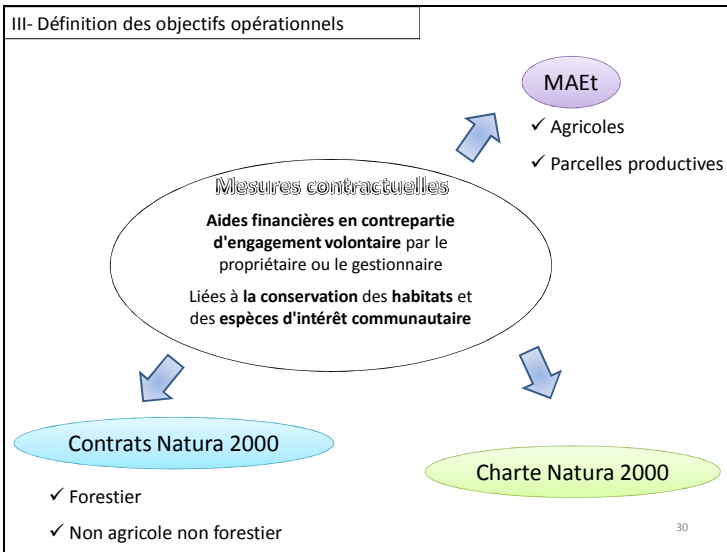 III- Définition des objectifs opérationnels
MAEt
✓ Agricoles
✓ Parcelles productives
Mesures contractuelles
Aides financières en contrepartie
d'engagement volontaire par le
propriétaire ou le gestionnaire
Liées à la conservation des habitats et
des espèces d'intérêt communautaire
Contrats Natura 2000
✓ Forestier
✓ Non agricole non forestier
Charte Natura 2000
30